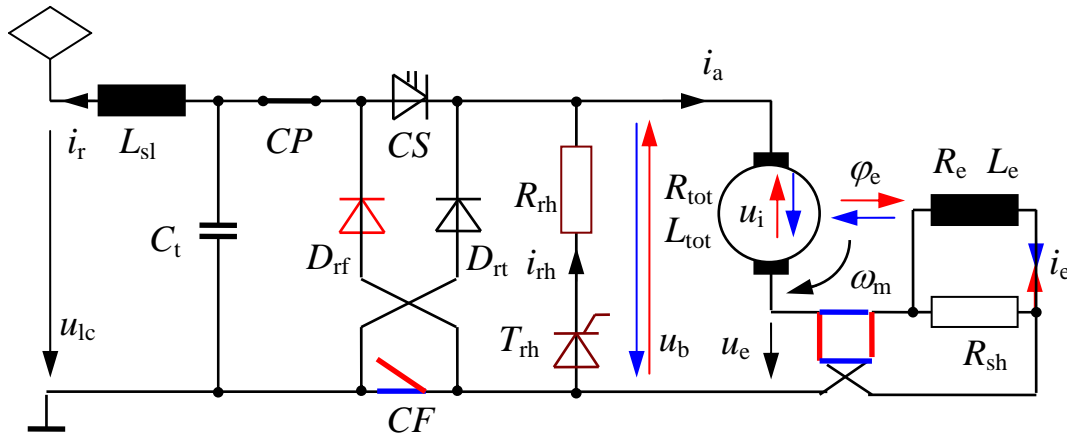 i_a
i_r
L_sl
CP
CS
R_rh
R_tot
L_tot
u_i
φ_e
R_e L_e
C_t
D_rf
D_rt
i_rh
ω_m
i_e
u_lc
T_rh
u_b
u_e
R_sh
CF